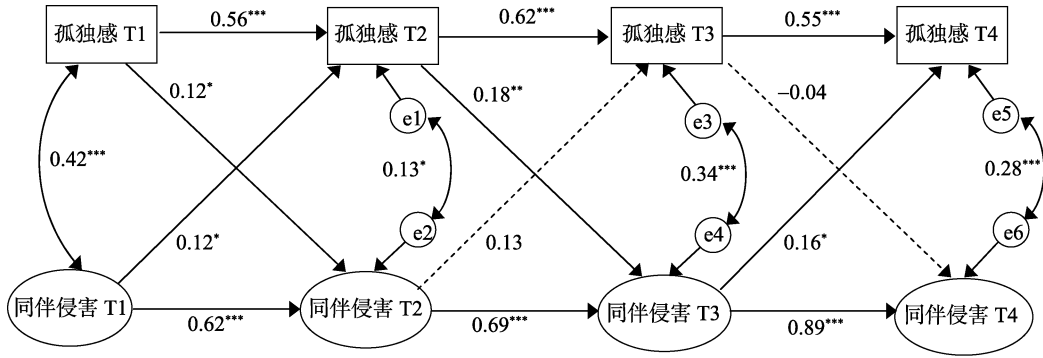 孤独感 T1
0.56***
孤独感 T2
0.62***
孤独感 T3
0.55***
孤独感 T4
0.12*
0.18**
−0.04
e1
e3
e5
0.42***
0.13*
0.34***
0.28***
e2
e4
e6
0.12*
0.13
0.16*
同伴侵害 T1
0.62***
同伴侵害 T2
0.69***
同伴侵害 T3
0.89***
同伴侵害 T4